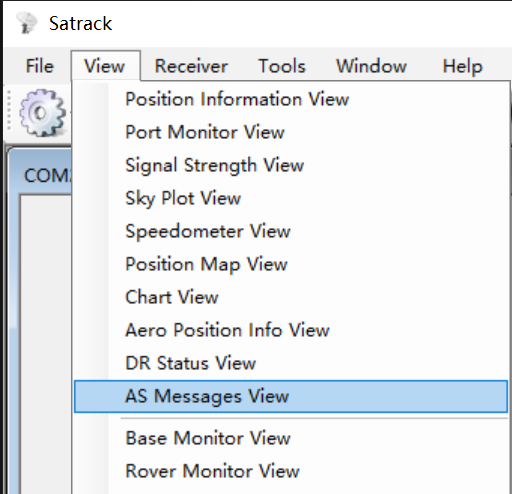 Satrack
File View Receiver Tools Window Help
Position Information View
Port Monitor View
Signal Strength View
COM
Sky Plot View
Speedometer View
Position Map View
Chart View
Aero Position Info View
DR Status View
AS Messages View
Base Monitor View
Rover Monitor View